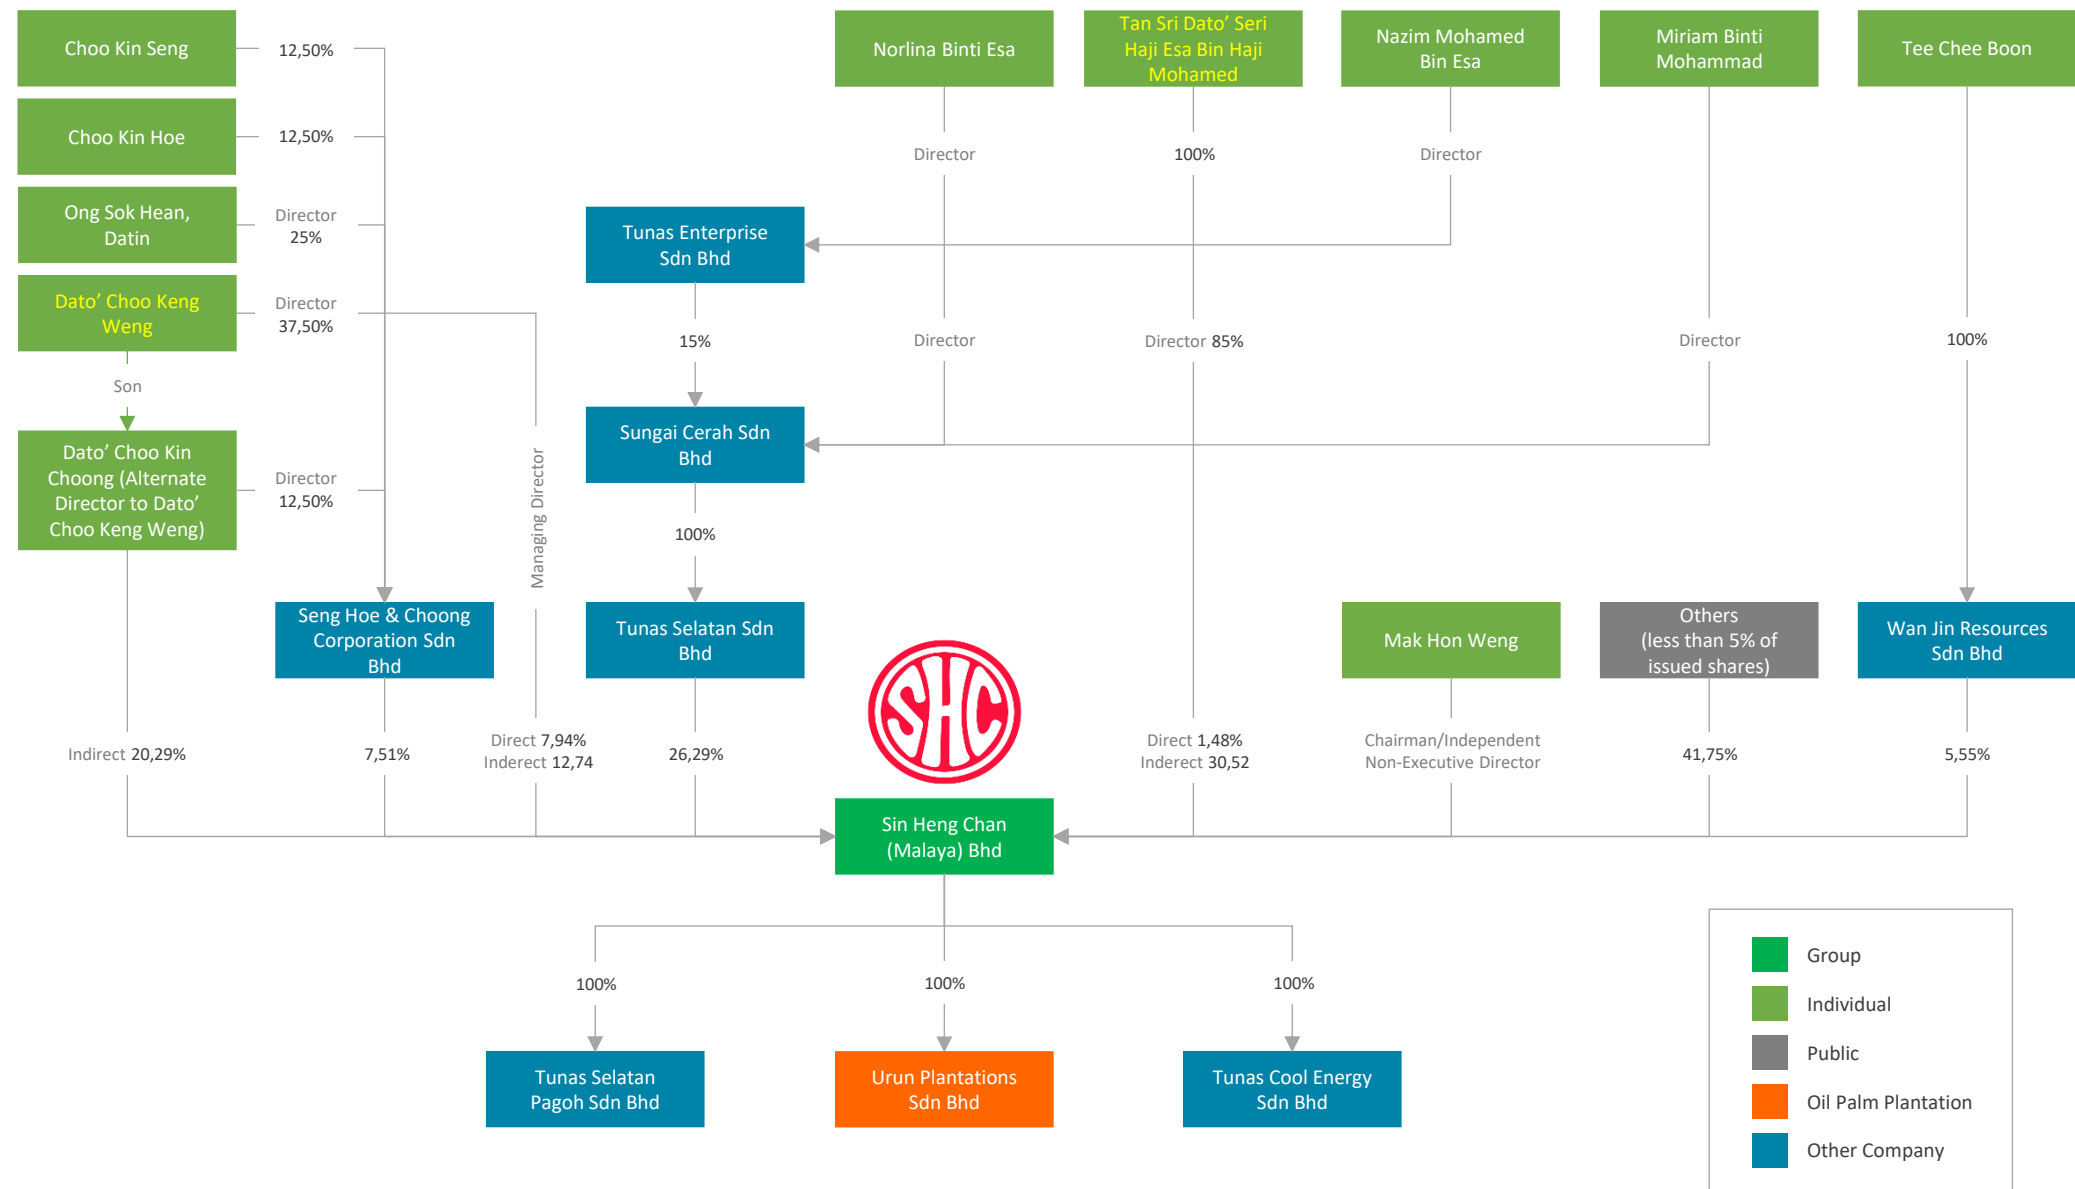 Choo Kin Seng
12,50%
Choo Kin Hoe
12,50%
Ong Sok Hean,
Datin
Director
25%
Dato’ Choo Keng
Weng
Director
37,50%
Son
Dato’ Choo Kin
Choong (Alternate
Director to Dato’
Choo Keng Weng)
Director
12,50%
Managing Director
Norlina Binti Esa
Tan Sri Dato’ Seri
Haji Esa Bin Haji
Mohamed
Nazim Mohamed
Bin Esa
Miriam Binti
Mohammad
Tee Chee Boon
Director
100%
Director
Tunas Enterprise
Sdn Bhd
15%
Director
Director 85%
Director
100%
Sungai Cerah Sdn
Bhd
100%
Seng Hoe & Choong
Corporation Sdn
Bhd
Tunas Selatan Sdn
Bhd
SHC
Mak Hon Weng
Others
(less than 5% of
issued shares)
Wan Jin Resources
Sdn Bhd
Indirect 20,29%
7,51%
Direct 7,94%
Inderect 12,74
26,29%
Direct 1,48%
Inderect 30,52
Chairman/Independent
Non-Executive Director
41,75%
5,55%
Sin Heng Chan
(Malaya) Bhd
100%
100%
100%
Tunas Selatan
Pagoh Sdn Bhd
Urun Plantations
Sdn Bhd
Tunas Cool Energy
Sdn Bhd
Group
Individual
Public
Oil Palm Plantation
Other Company